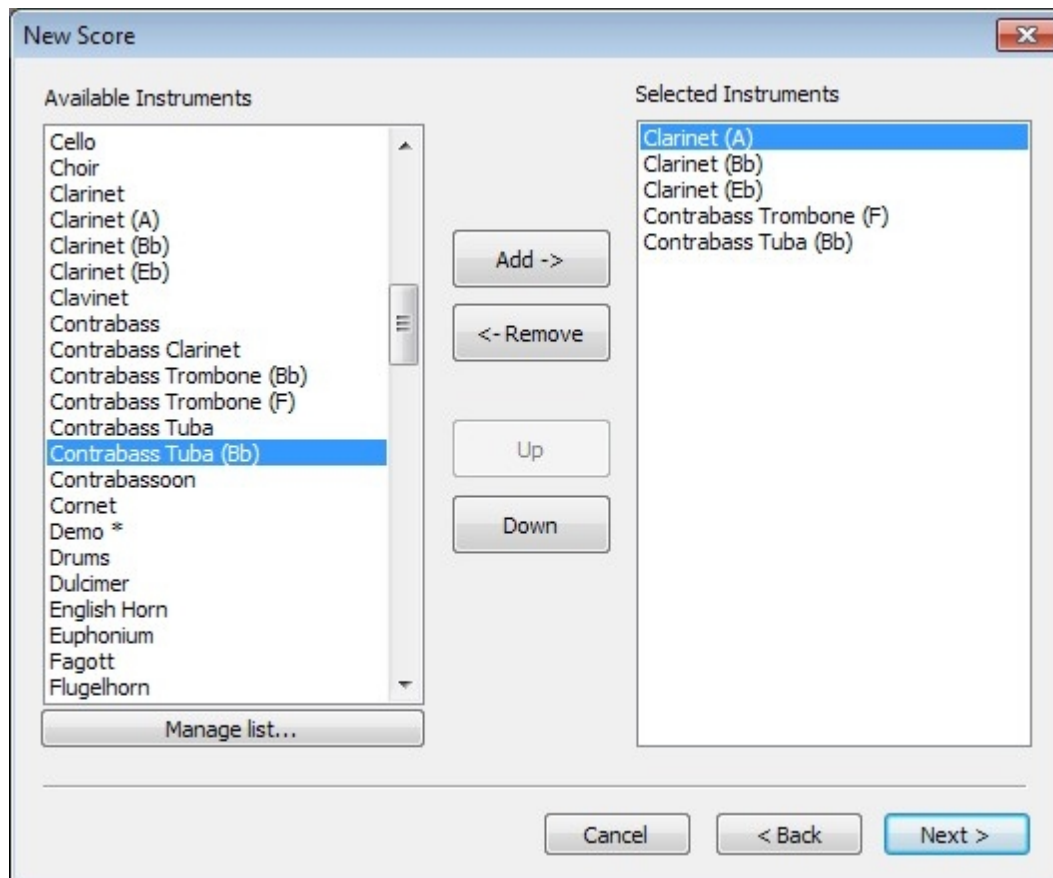 New Score
Available Instruments
Cello
Choir
Clarinet
Clarinet (A)
Clarinet (Bb)
Clarinet (Eb)
Clavinet
Contrabass
Contrabass Clarinet
Contrabass Trombone (Bb)
Contrabass Trombone (F)
Contrabass Tuba
Contrabass Tuba (Bb)
Contrabassoon
Cornet
Demo *
Drums
Dulcimer
English Horn
Euphonium
Fagott
Flugelhorn
Manage list...
Add ->
<- Remove
Up
Down
Selected Instruments
Clarinet (A)
Clarinet (Bb)
Clarinet (Eb)
Contrabass Trombone (F)
Contrabass Tuba (Bb)
Cancel
< Back
Next >